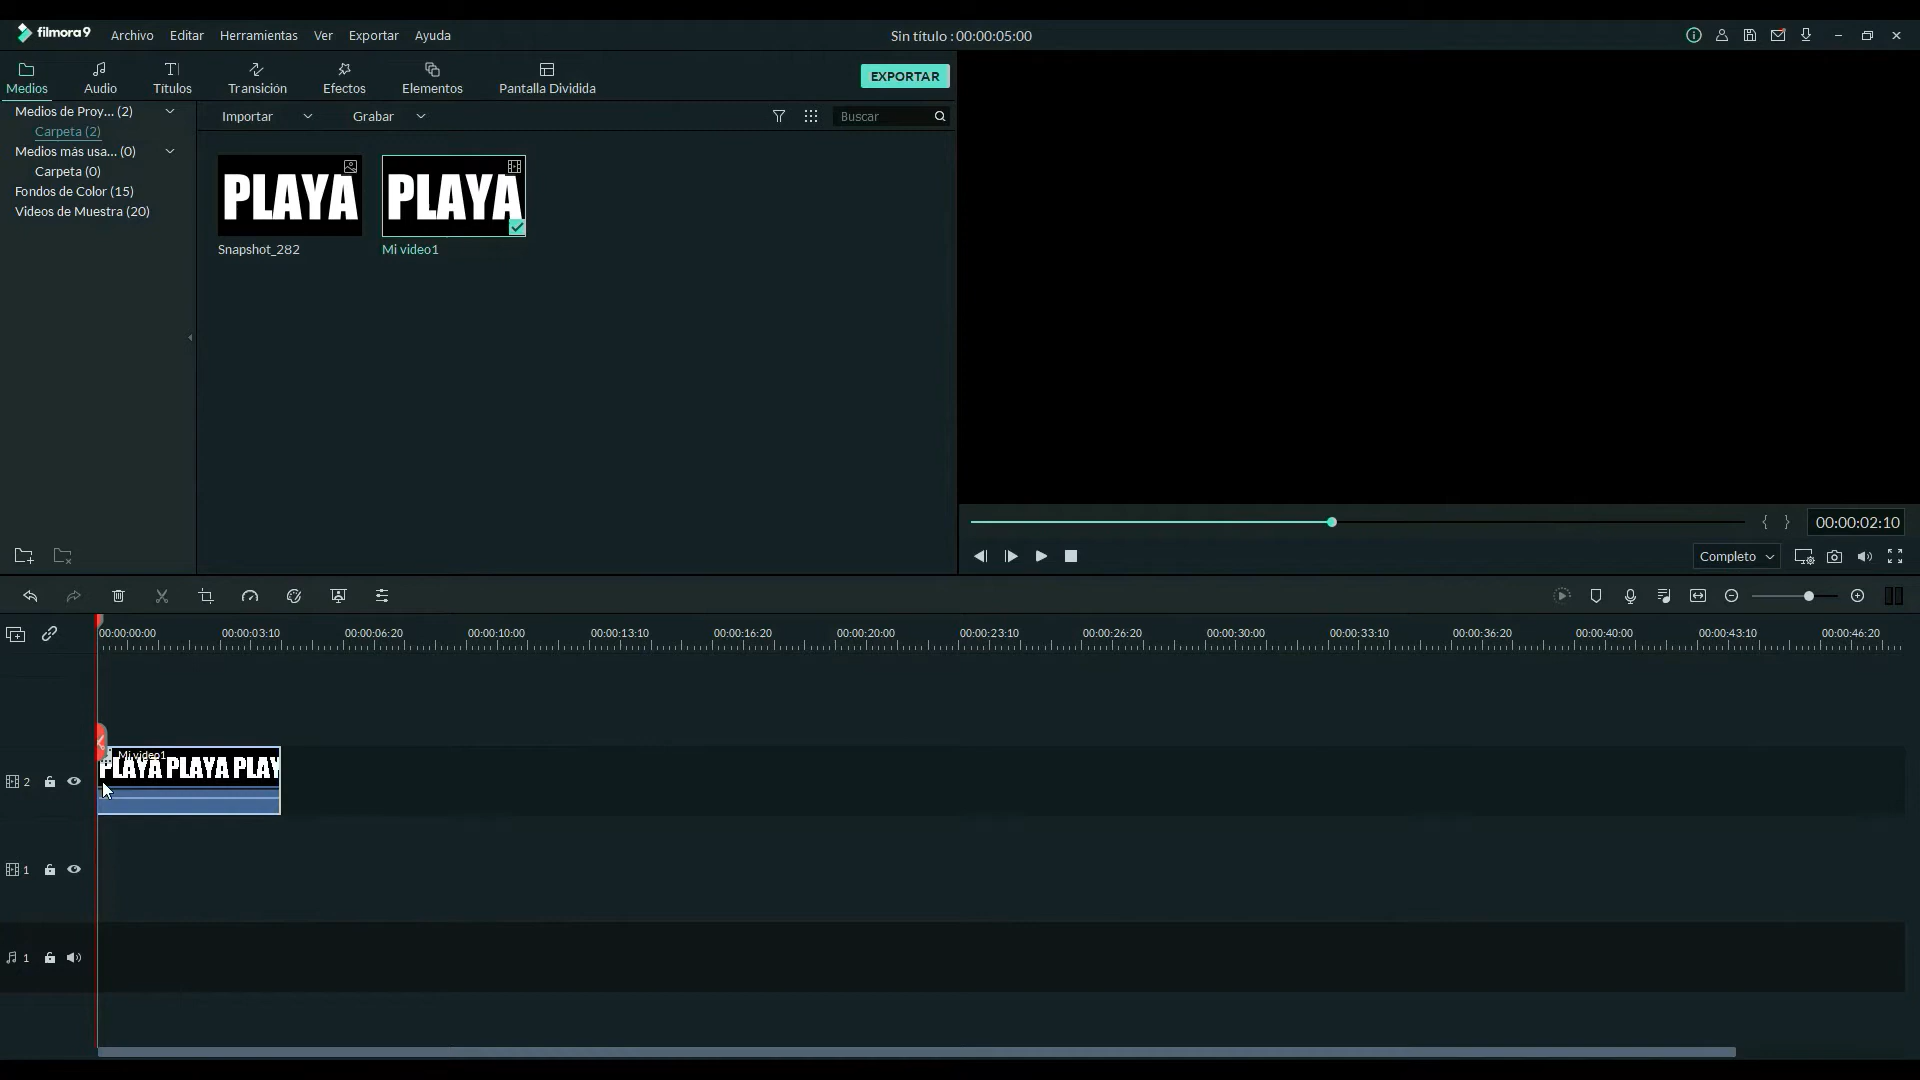 filmora9 Archivo Editar Herramientas Ver Exportar Ayuda Sin título : 00:00:05:00
Medios Audio Títulos Transición Efectos Elementos Pantalla Dividida EXPORTAR
Medios de Proy... (2)
Carpeta (2)
Medios más usa... (0)
Carpeta (0)
Fondos de Color (15)
Videos de Muestra (20)
Importar Grabar Buscar
PLAYA PLAYA
Snapshot_282 Mi video1
{ } 00:00:02:10
Completo
00:00:00:00 00:00:03:10 00:00:06:20 00:00:10:00 00:00:13:10 00:00:16:20 00:00:20:00 00:00:23:10 00:00:26:20 00:00:30:00 00:00:33:10 00:00:36:20 00:00:40:00 00:00:43:10 00:00:46:20
Mi video1
PLAYA PLAYA PLAY
2
1
1